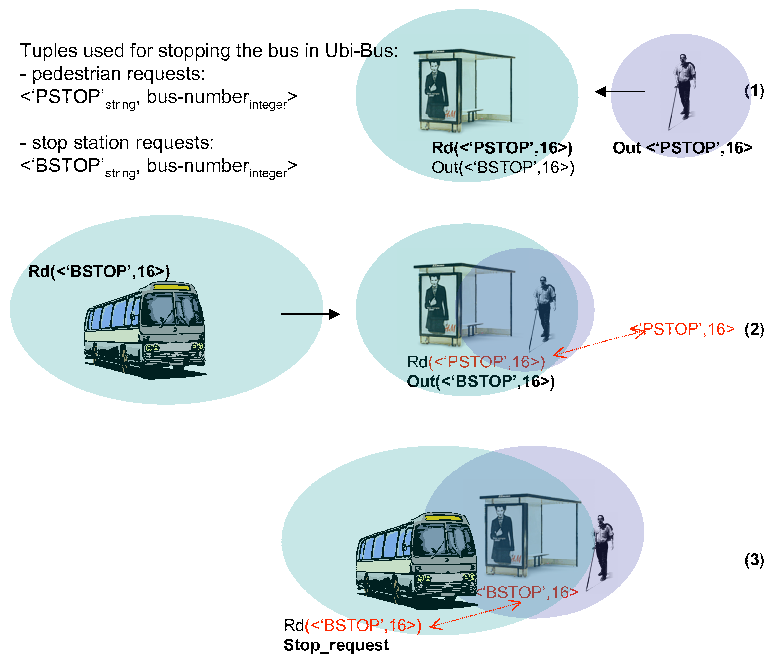 Tuples used for stopping the bus in Ubi-Bus:
- pedestrian requests:
<‘PSTOP’string, bus-numberinteger>
- stop station requests:
<‘BSTOP’string, bus-numberinteger>
Rd(<‘PSTOP’,16>)
Out(<‘BSTOP’,16>)
Out <‘PSTOP’,16>
(1)
Rd(<‘BSTOP’,16>)
Rd(<‘PSTOP’,16>)
Out(<‘BSTOP’,16>)
<‘PSTOP’,16>
(2)
<‘BSTOP’,16>
Rd(<‘BSTOP’,16>)
Stop_request
(3)